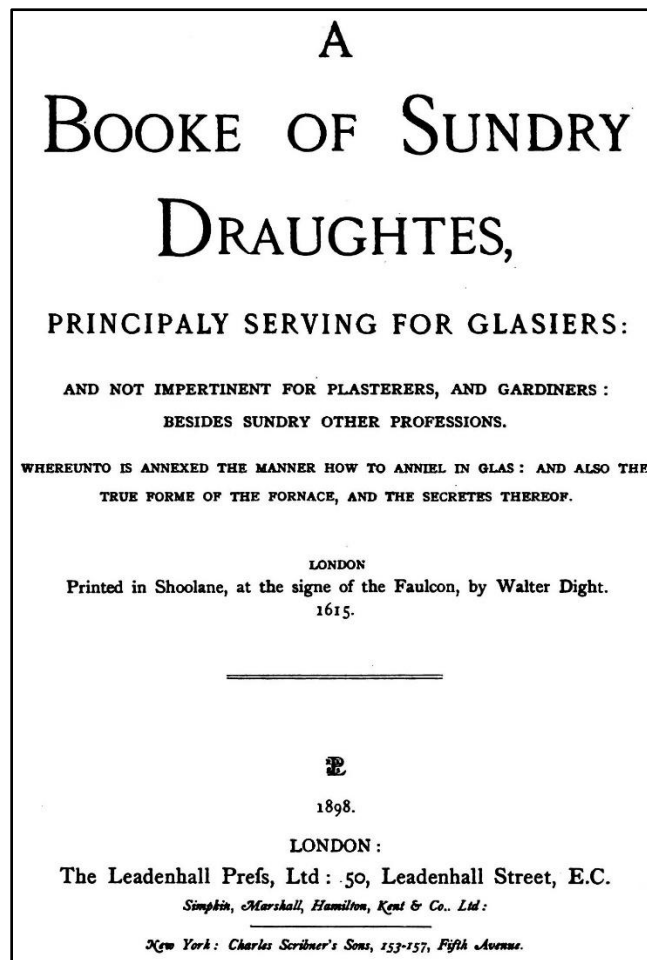 A
BOOKE OF SUNDRY
DRAUGHTES,
PRINCIPALY SERVING FOR GLASIERS:
AND NOT IMPERTINENT FOR PLASTERERS, AND GARDINERS :
BESIDES SUNDRY OTHER PROFESSIONS.
WHEREUNTO IS ANNEXED THE MANNER HOW TO ANNIEL IN GLAS : AND ALSO THE
TRUE FORME OF THE FORNACE, AND THE SECRETES THEREOF.
LONDON
Printed in Shoolane, at the signe of the Faulcon, by Walter Dight.
1615.
1898.
LONDON :
The Leadenhall Preſs, Ltd : 50, Leadenhall Street, E.C.
Simpkin, Marshall, Hamilton, Kent & Co.. Ltd :
New York : Charles Scribner's Sons, 153-157, Fifth Avenue.